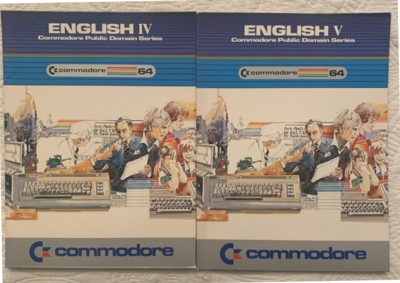 ENGLISH IV
Commodore Public Domain Series
commodore 64
commodore
ENGLISH V
Commodore Public Domain Series
commodore 64
commodore